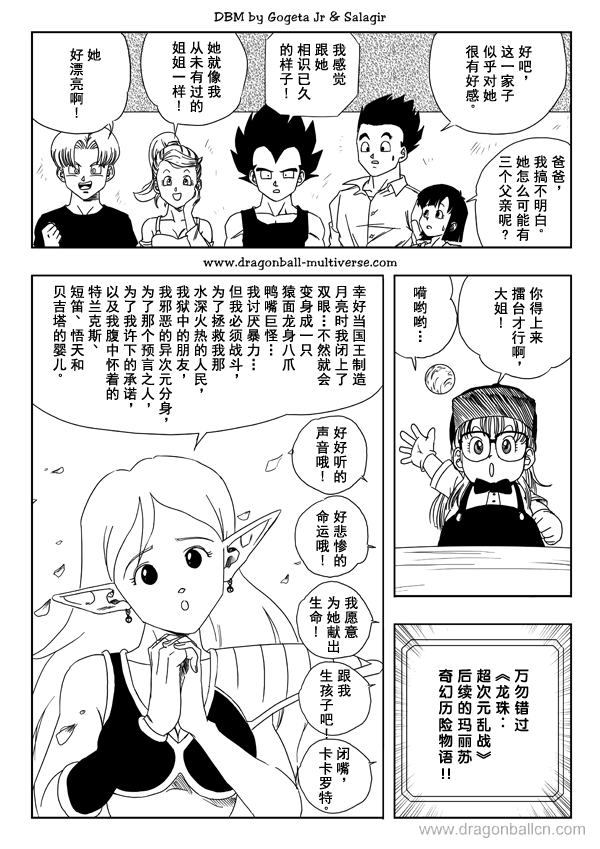 DBM by Gogeta Jr & Salagir
好吧，
这一家子
似乎对她
很有好感。
爸爸，
我搞不明白。
她怎么可能有
三个父亲呢？
我感觉
跟她
相识已久
的样子！
她就像我
从未有过的
姐姐一样！
她
好漂亮啊！
www.dragonball-multiverse.com
你得上来
擂台才行啊，
大姐！
嗬哟哟…
幸好当国王制造
月亮时我闭上了
双眼…不然就会
变身成一只
猿面龙身八爪
鸭嘴巨怪…
我讨厌暴力…
但我必须战斗，
为了拯救我那
水深火热的人民，
我狱中的朋友，
我邪恶的异次元分身，
为了那个预言之人，
为了我许下的承诺，
以及我腹中怀着的
特兰克斯、
短笛、悟天和
贝吉塔的婴儿。
好好听的
声音哦！
好悲惨的
命运哦！
我愿意
为她献出
生命！
跟我
生孩子吧！
闭嘴，
卡卡罗特。
万勿错过
《龙珠：
超次元乱战》
后续的玛丽苏
奇幻历险物语!!
www.dragonballcn.com